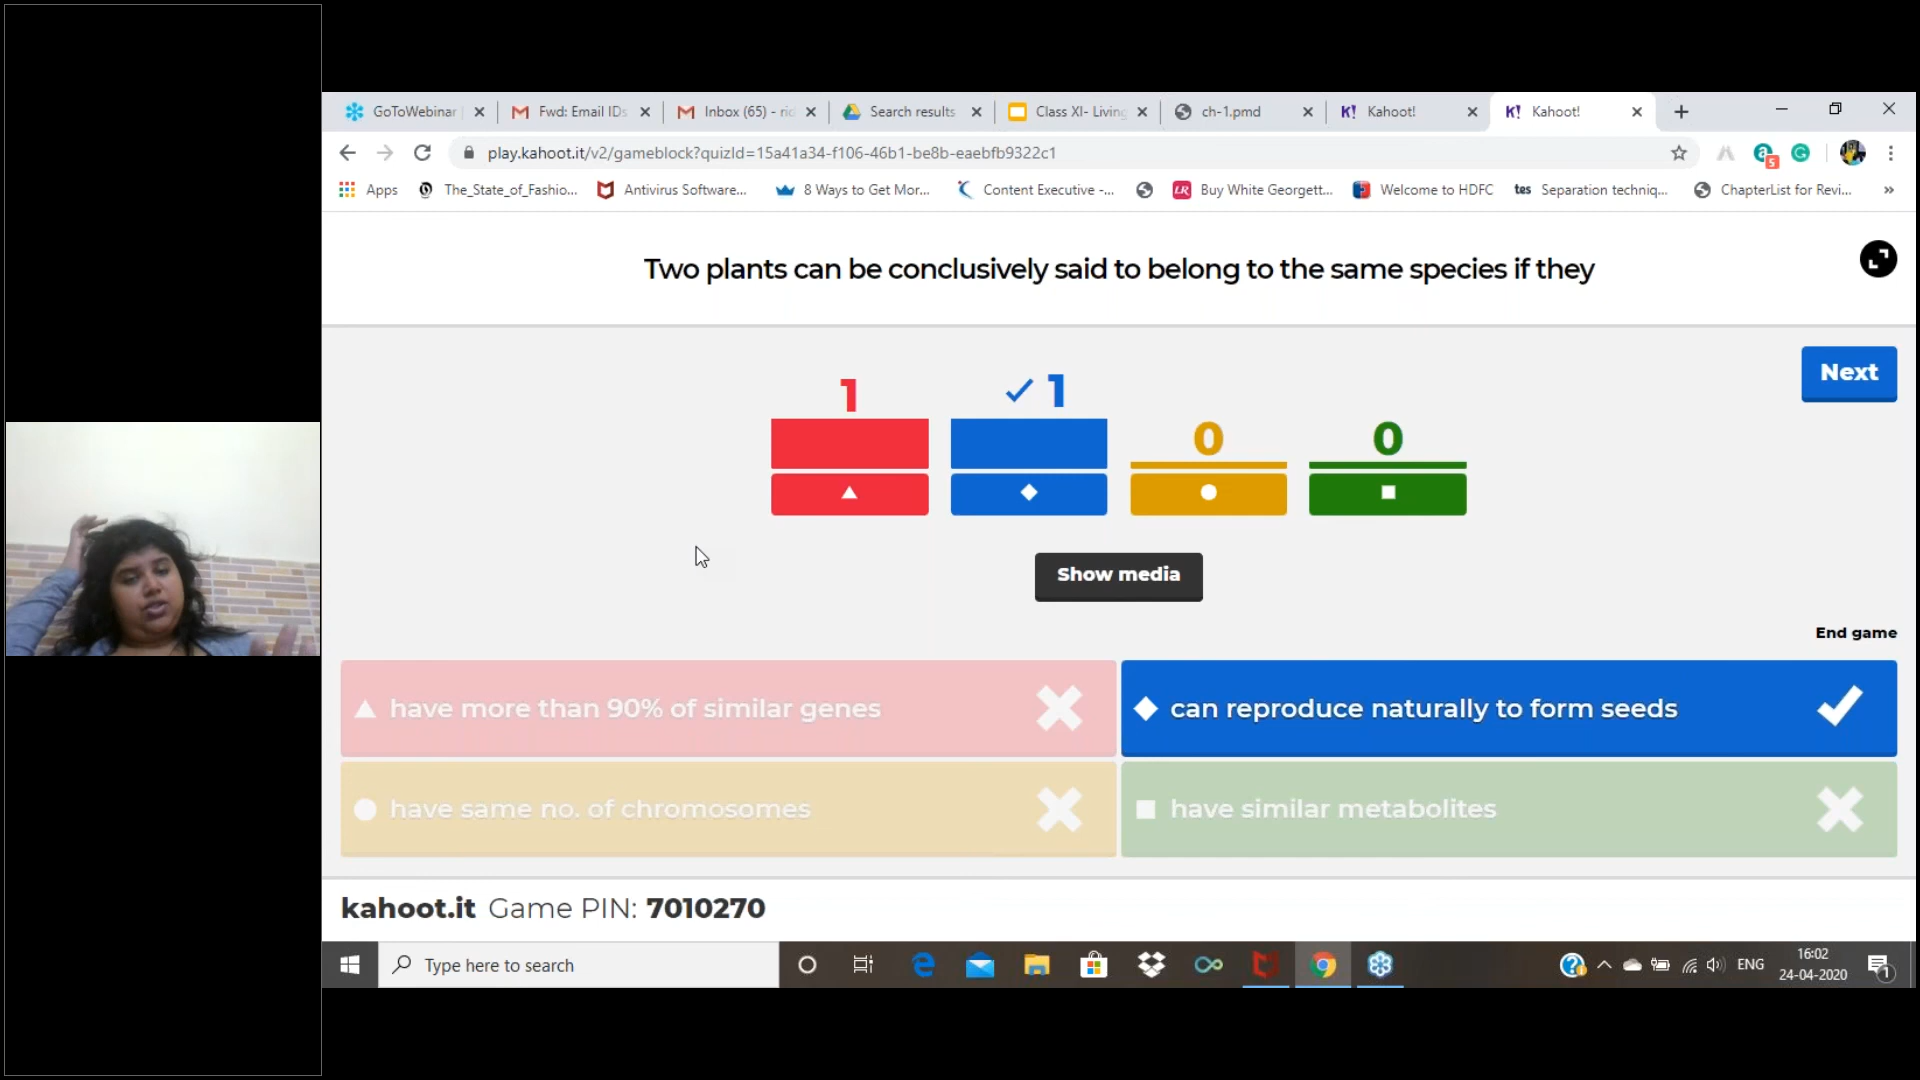 GoToWebinar
Fwd: Email IDs
Inbox (65) - ric
Search results
Class XI- Living
ch-1.pmd
K! Kahoot!
K! Kahoot!
play.kahoot.it/v2/gameblock?quizId=15a41a34-f106-46b1-be8b-eaebfb9322c1
a
5
G
Apps
The_State_of_Fashio...
Antivirus Software...
8 Ways to Get Mor...
Content Executive -...
LR Buy White Georgett...
Welcome to HDFC
tes Separation techniq...
ChapterList for Revi...
»
Two plants can be conclusively said to belong to the same species if they
Next
1
1
0
0
Show media
End game
have more than 90% of similar genes
can reproduce naturally to form seeds
have same no. of chromosomes
have similar metabolites
kahoot.it Game PIN: 7010270
Type here to search
ENG
16:02
24-04-2020
1